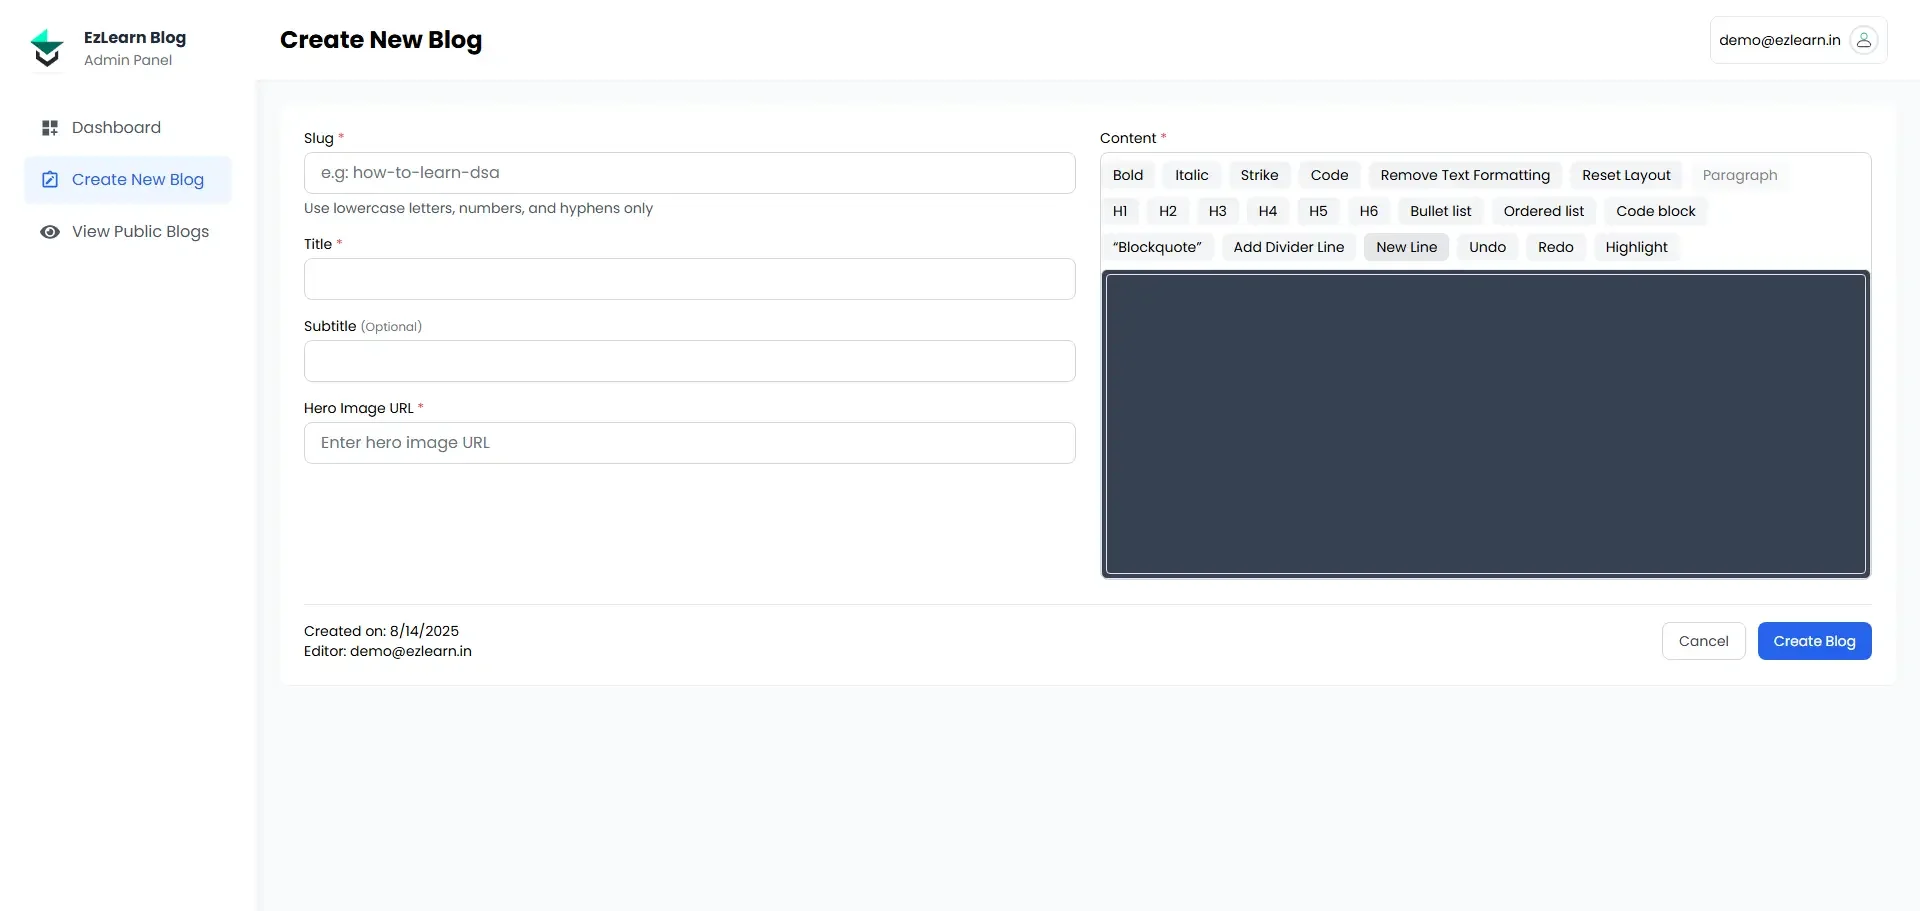 EzLearn Blog
Admin Panel
Dashboard
Create New Blog
View Public Blogs
Create New Blog
demo@ezlearn.in
Slug *
e.g: how-to-learn-dsa
Use lowercase letters, numbers, and hyphens only
Title *
Subtitle (Optional)
Hero Image URL *
Enter hero image URL
Content *
Bold Italic Strike Code Remove Text Formatting Reset Layout Paragraph
H1 H2 H3 H4 H5 H6 Bullet list Ordered list Code block
“Blockquote” Add Divider Line New Line Undo Redo Highlight
Created on: 8/14/2025
Editor: demo@ezlearn.in
Cancel Create Blog